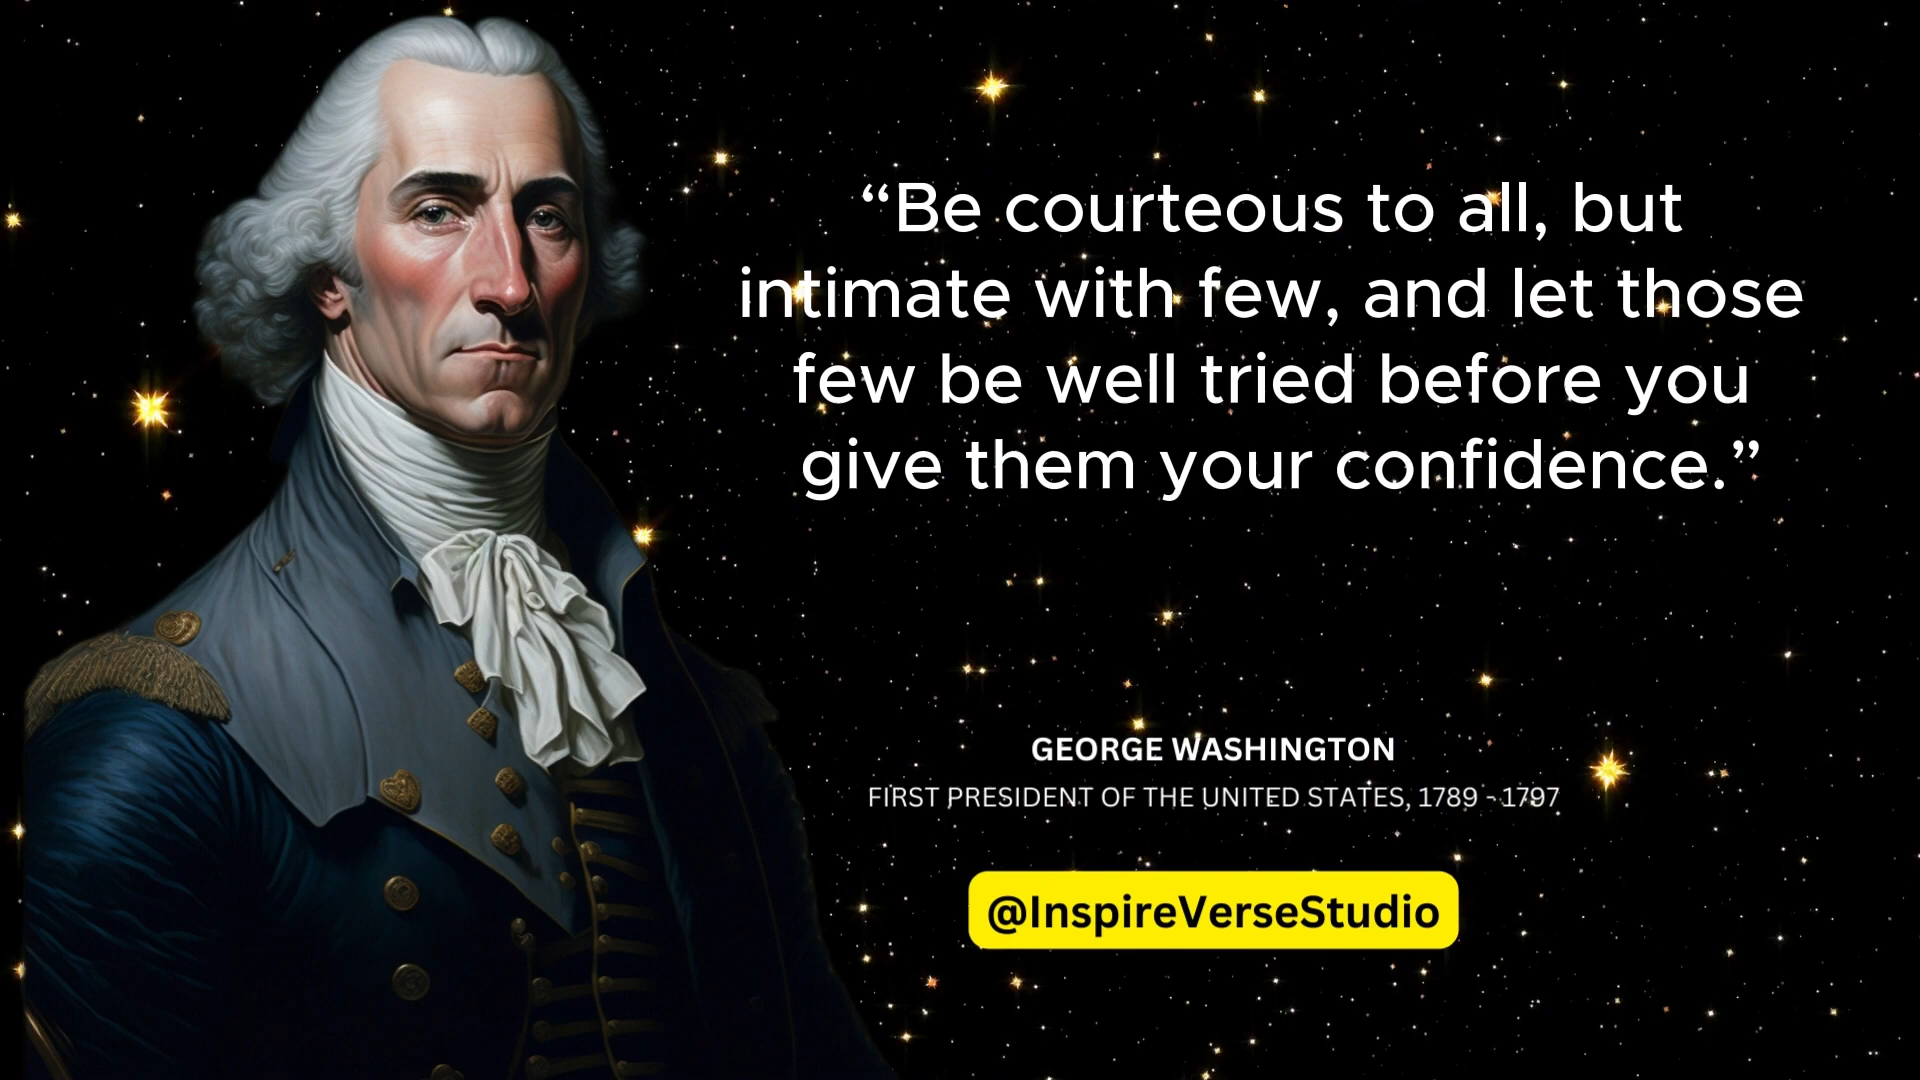 “Be courteous to all, but
intimate with few, and let those
few be well tried before you
give them your confidence.”
GEORGE WASHINGTON
FIRST PRESIDENT OF THE UNITED STATES, 1789 - 1797
@InspireVerseStudio